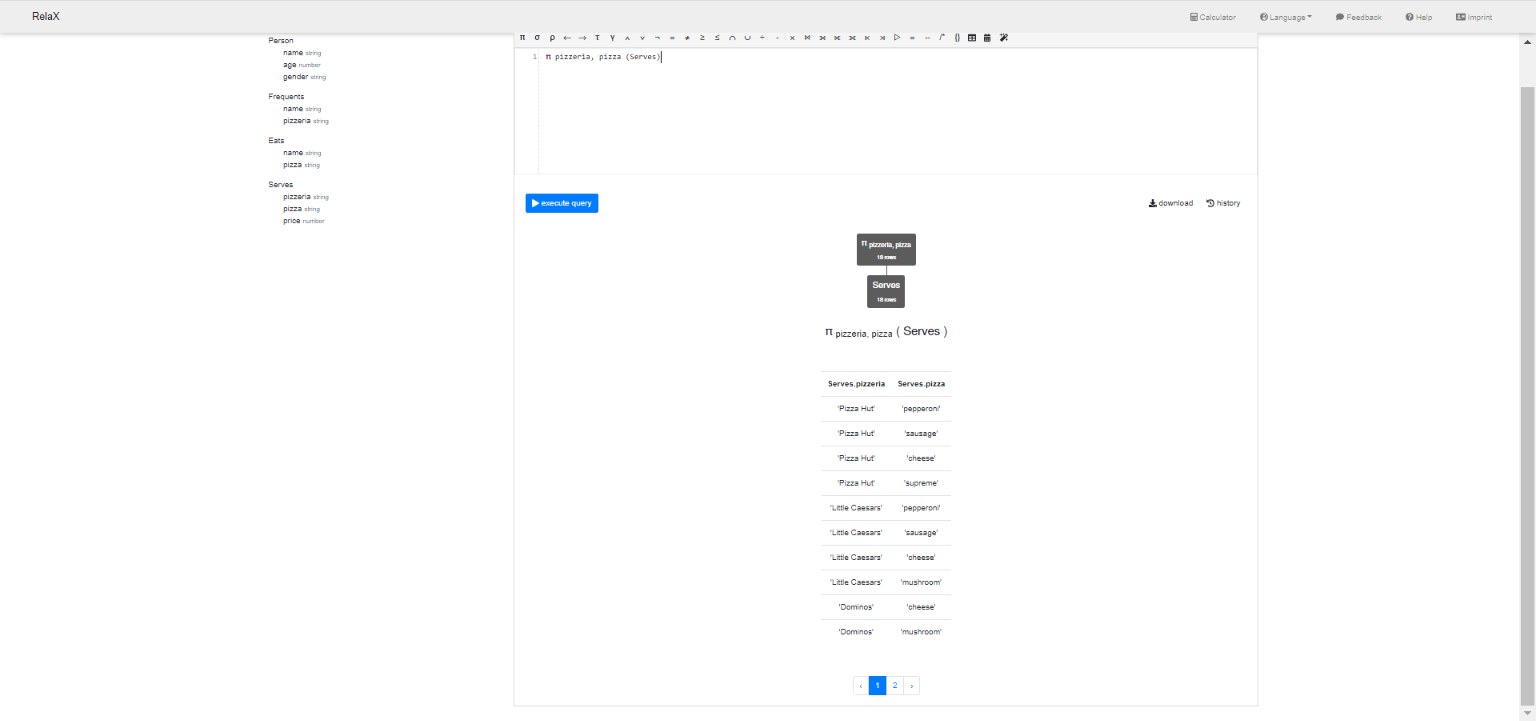 RelaX Calculator Language Feedback Help Imprint
Person
name string
age number
gender string
Frequents
name string
pizzeria string
Eats
name string
pizza string
Serves
pizzeria string
pizza string
price number
π σ ρ ← → τ γ ∧ ∨ ¬ = ≠ ≥ ≤ ∩ ∪ ÷ - × ⋈ ⟕ ⟖ ⟗ ⋉ ⋊ ▷ = -- /* {}
1 π pizzeria, pizza (Serves)
execute query download history
π pizzeria, pizza
18 rows
Serves
18 rows
π pizzeria, pizza ( Serves )
Serves.pizzeria Serves.pizza
'Pizza Hut' 'pepperoni'
'Pizza Hut' 'sausage'
'Pizza Hut' 'cheese'
'Pizza Hut' 'supreme'
'Little Caesars' 'pepperoni'
'Little Caesars' 'sausage'
'Little Caesars' 'cheese'
'Little Caesars' 'mushroom'
'Dominos' 'cheese'
'Dominos' 'mushroom'
‹ 1 2 ›